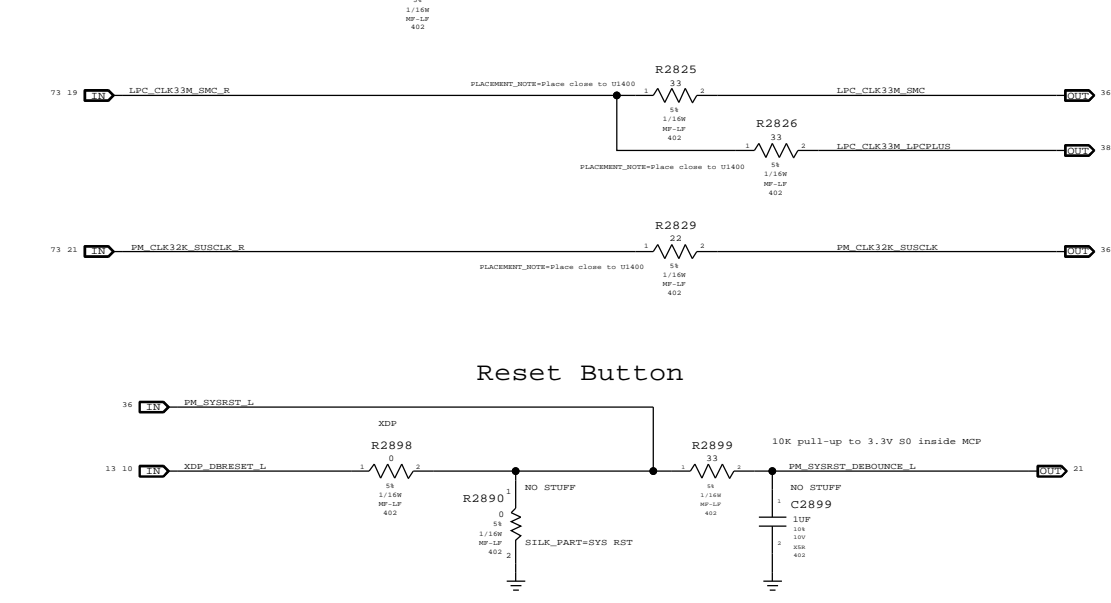 5%
1/16W
MF-LF
402
R2825
PLACEMENT_NOTE=Place close to U1400
33
73 19 IN LPC_CLK33M_SMC_R
1 2
LPC_CLK33M_SMC OUT 36
5%
1/16W
MF-LF
402
R2826
33
1 2
LPC_CLK33M_LPCPLUS OUT 38
PLACEMENT_NOTE=Place close to U1400
5%
1/16W
MF-LF
402
R2829
22
73 21 IN PM_CLK32K_SUSCLK_R
1 2
PM_CLK32K_SUSCLK OUT 36
PLACEMENT_NOTE=Place close to U1400
5%
1/16W
MF-LF
402
Reset Button
36 IN PM_SYSRST_L
XDP
R2898
0
13 10 IN XDP_DBRESET_L
1 2
5%
1/16W
MF-LF
402
R2899
33
1 2
5%
1/16W
MF-LF
402
10K pull-up to 3.3V S0 inside MCP
PM_SYSRST_DEBOUNCE_L OUT 21
NO STUFF
R2890
1
0
5%
1/16W
MF-LF
402
2
SILK_PART=SYS RST
NO STUFF
1
C2899
1UF
10%
10V
X5R
402
2